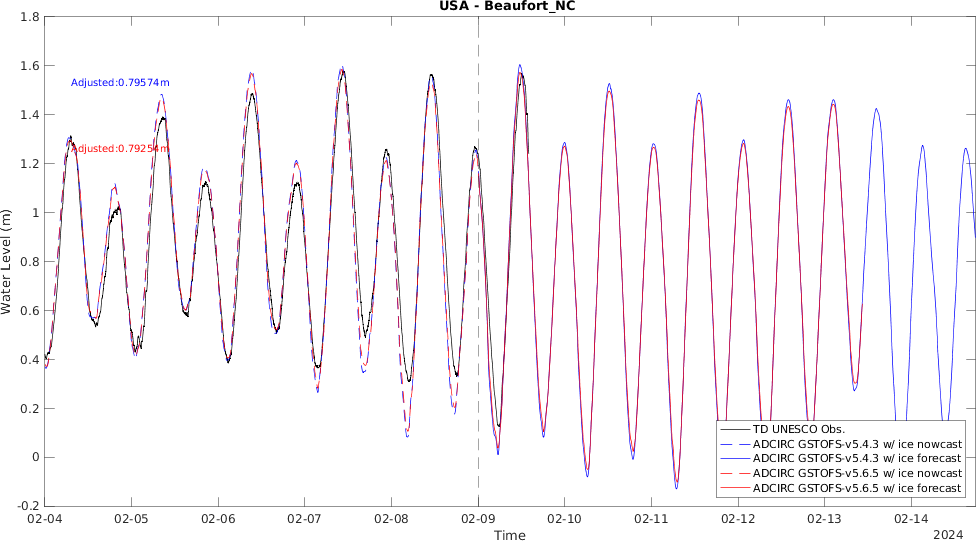 USA - Beaufort_NC
1.8
1.6
1.4
1.2
1
0.8
0.6
0.4
0.2
0
-0.2
Water Level (m)
Adjusted:0.79574m
Adjusted:0.79254m
TD UNESCO Obs.
ADCIRC GSTOFS-v5.4.3 w/ ice nowcast
ADCIRC GSTOFS-v5.4.3 w/ ice forecast
ADCIRC GSTOFS-v5.6.5 w/ ice nowcast
ADCIRC GSTOFS-v5.6.5 w/ ice forecast
02-04 02-05 02-06 02-07 02-08 02-09 02-10 02-11 02-12 02-13 02-14
Time
2024